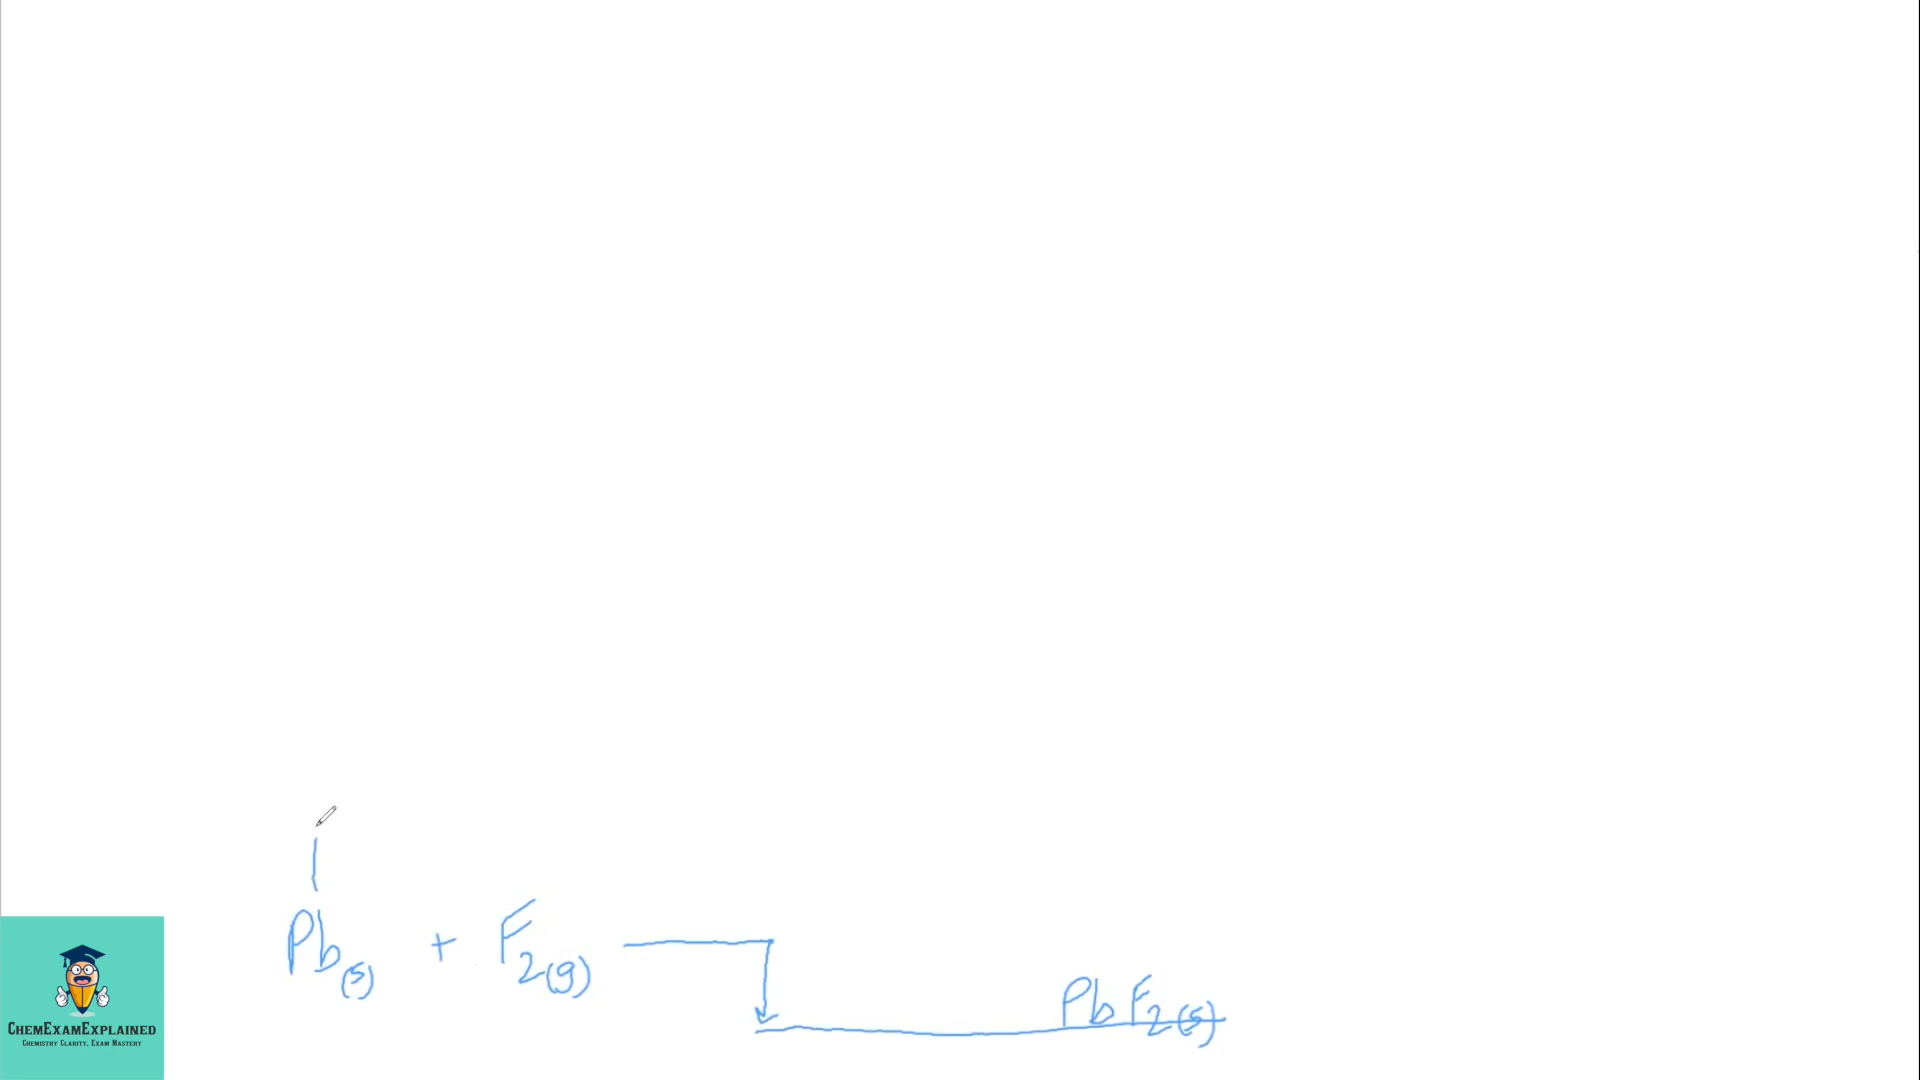 Pb(s) + F2(g)
PbF2(s)
ChemExamExplained
Chemistry Clarity, Exam Mastery